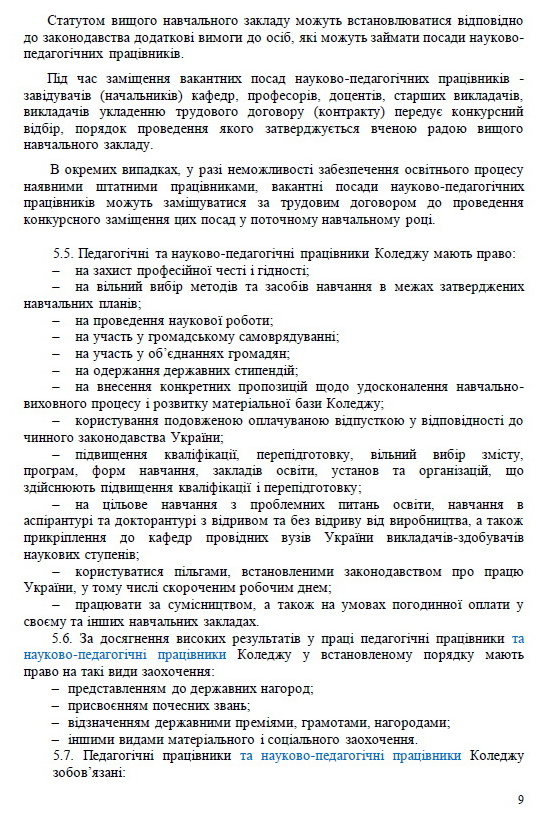 Статутом вищого навчального закладу можуть встановлюватися відповідно
до законодавства додаткові вимоги до осіб, які можуть займати посади науково-
педагогічних працівників.
Під час заміщення вакантних посад науково-педагогічних працівників -
завідувачів (начальників) кафедр, професорів, доцентів, старших викладачів,
викладачів укладенню трудового договору (контракту) передує конкурсний
відбір, порядок проведення якого затверджується вченою радою вищого
навчального закладу.
В окремих випадках, у разі неможливості забезпечення освітнього процесу
наявними штатними працівниками, вакантні посади науково-педагогічних
працівників можуть заміщуватися за трудовим договором до проведення
конкурсного заміщення цих посад у поточному навчальному році.
5.5. Педагогічні та науково-педагогічні працівники Коледжу мають право:
– на захист професійної честі і гідності;
– на вільний вибір методів та засобів навчання в межах затверджених
навчальних планів;
– на проведення наукової роботи;
– на участь у громадському самоврядуванні;
– на участь у об’єднаннях громадян;
– на одержання державних стипендій;
– на внесення конкретних пропозицій щодо удосконалення навчально-
виховного процесу і розвитку матеріальної бази Коледжу;
– користування подовженою оплачуваною відпусткою у відповідності до
чинного законодавства України;
– підвищення кваліфікації, перепідготовку, вільний вибір змісту,
програм, форм навчання, закладів освіти, установ та організацій, що
здійснюють підвищення кваліфікації і перепідготовку;
– на цільове навчання з проблемних питань освіти, навчання в
аспірантурі та докторантурі з відривом та без відриву від виробництва, а також
прикріплення до кафедр провідних вузів України викладачів-здобувачів
наукових ступенів;
– користуватися пільгами, встановленими законодавством про працю
України, у тому числі скороченим робочим днем;
– працювати за сумісництвом, а також на умовах погодинної оплати у
своєму та інших навчальних закладах.
5.6. За досягнення високих результатів у праці педагогічні працівники та
науково-педагогічні працівники Коледжу у встановленому порядку мають
право на такі види заохочення:
– представленням до державних нагород;
– присвоєнням почесних звань;
– відзначенням державними преміями, грамотами, нагородами;
– іншими видами матеріального і соціального заохочення.
5.7. Педагогічні працівники та науково-педагогічні працівники Коледжу
зобов’язані:
9